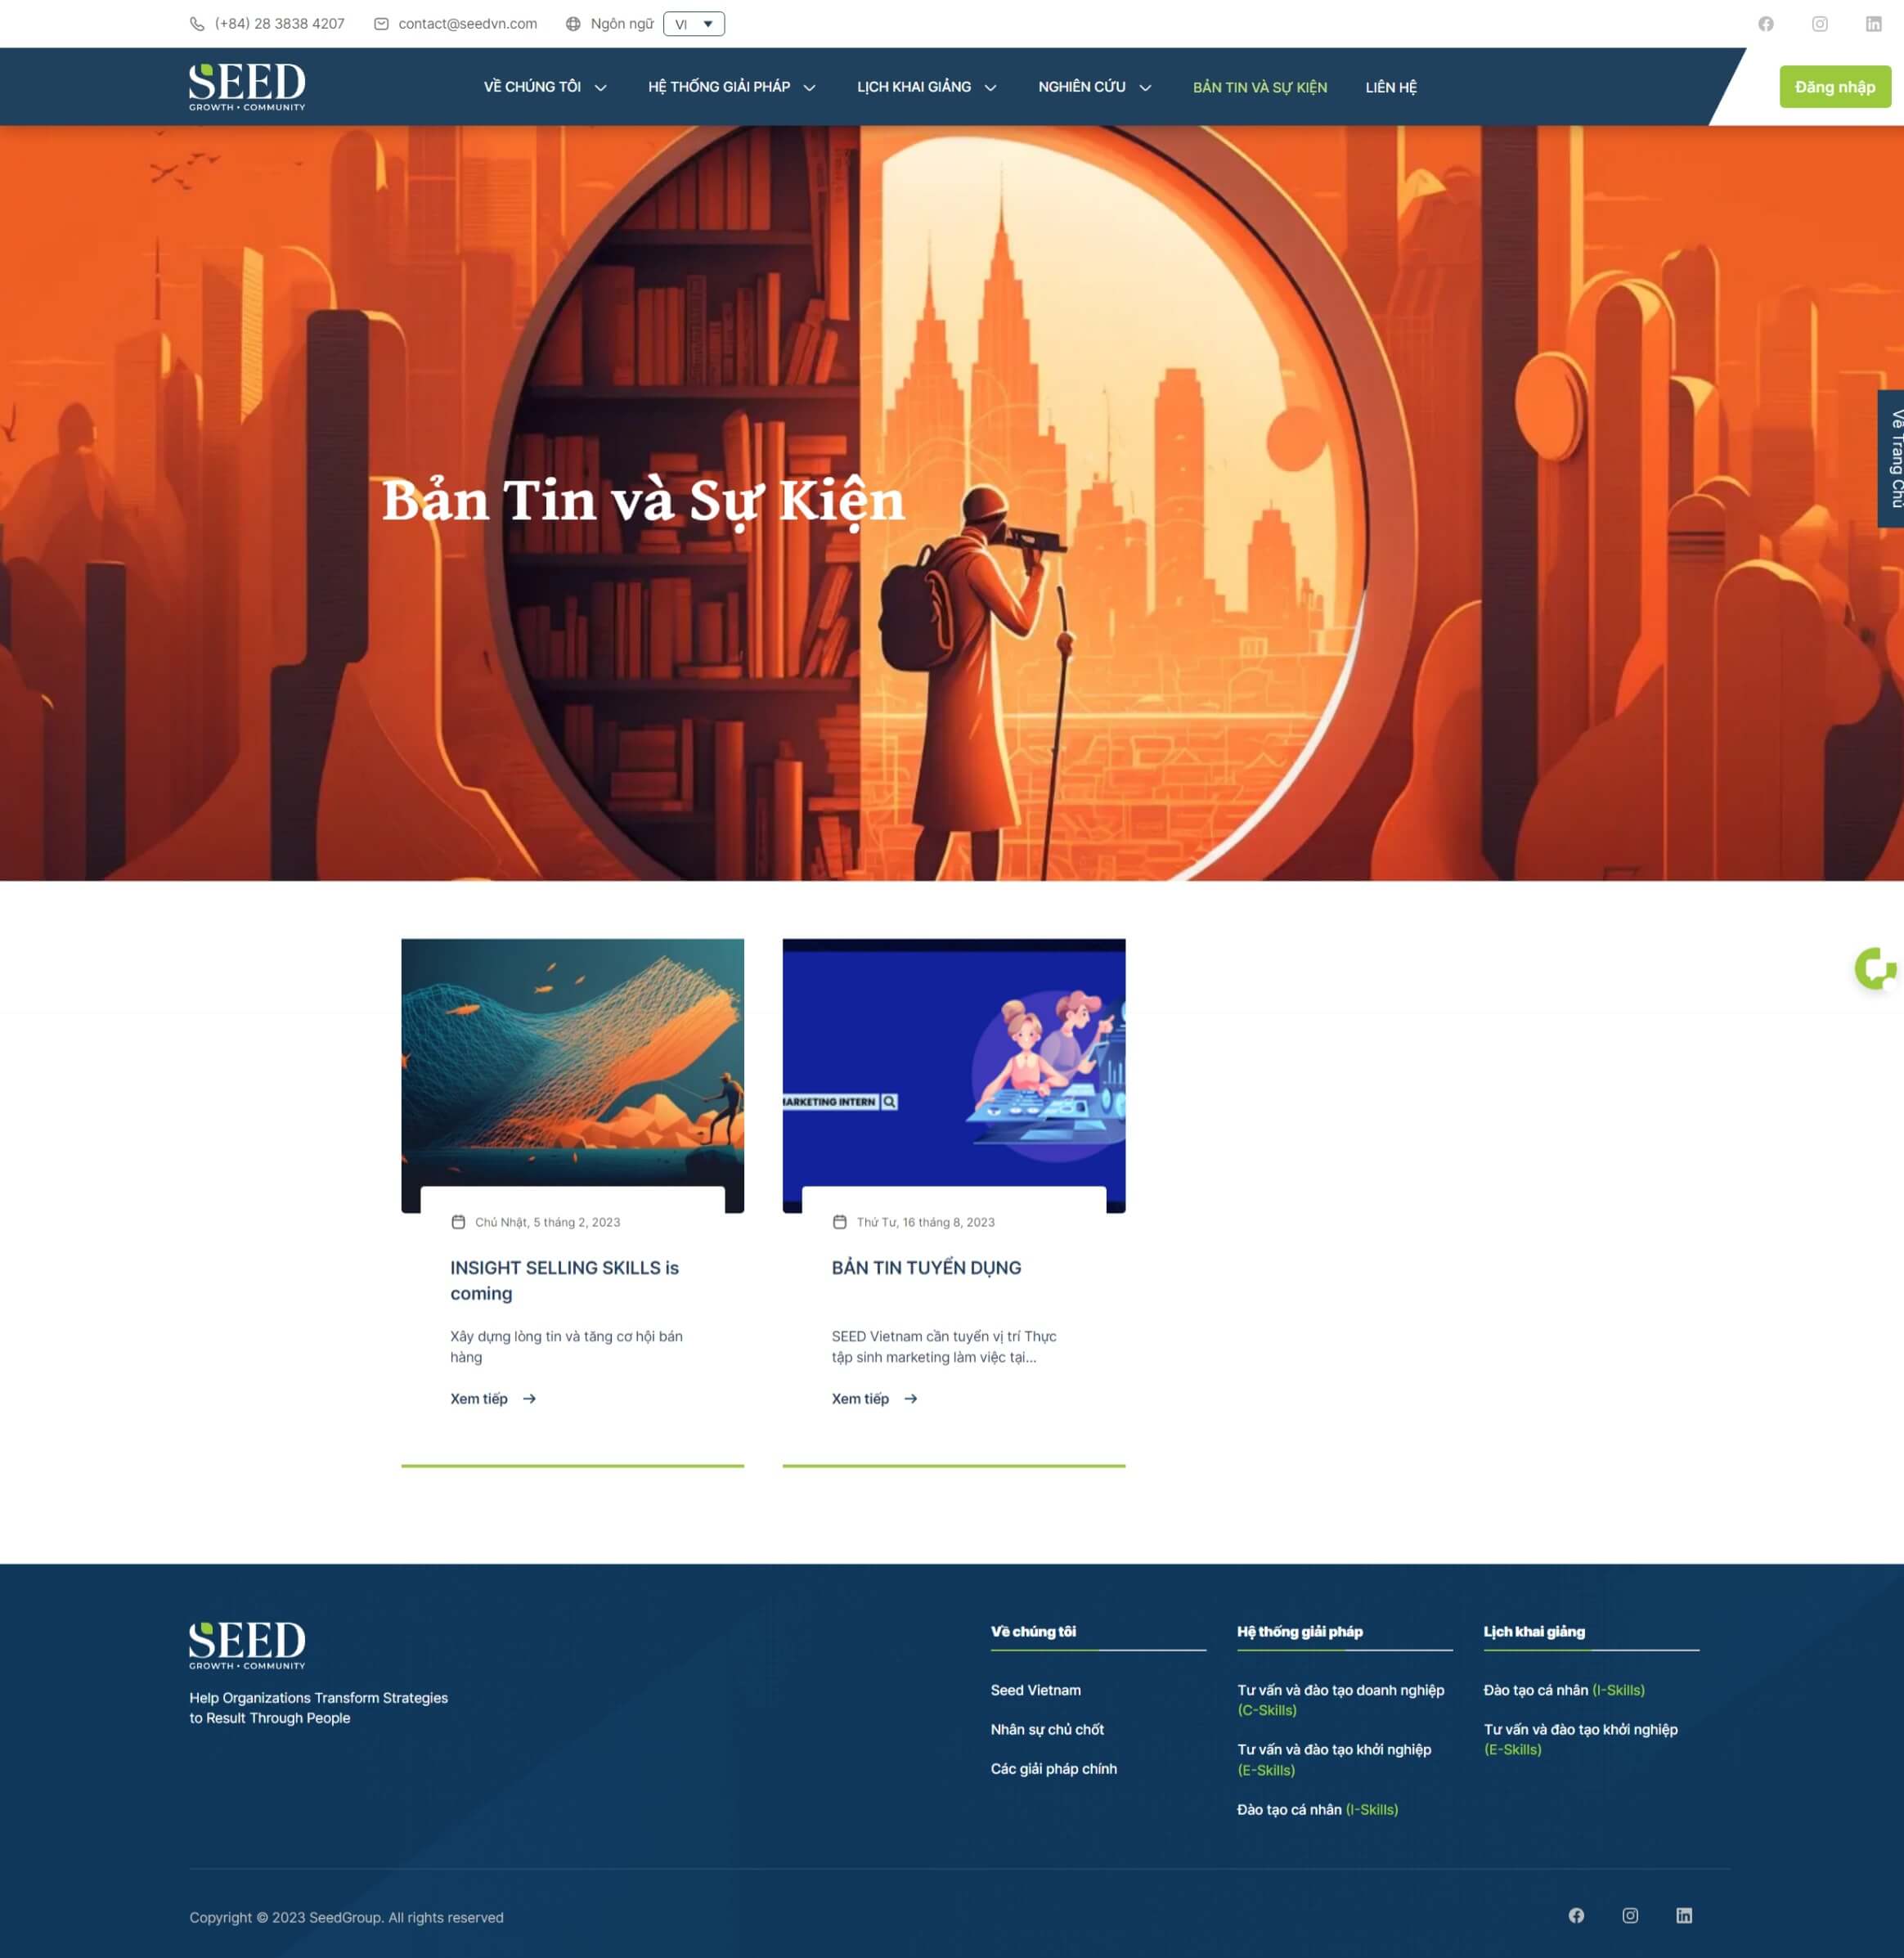 (+84) 28 3838 4207
contact@seedvn.com
Ngôn ngữ
VI
SEED
GROWTH • COMMUNITY
VỀ CHÚNG TÔI
HỆ THỐNG GIẢI PHÁP
LỊCH KHAI GIẢNG
NGHIÊN CỨU
BẢN TIN VÀ SỰ KIỆN
LIÊN HỆ
Đăng nhập
Về Trang Chủ
Bản Tin và Sự Kiện
Chủ Nhật, 5 tháng 2, 2023
INSIGHT SELLING SKILLS is
coming
Xây dựng lòng tin và tăng cơ hội bán
hàng
Xem tiếp
MARKETING INTERN
Thứ Tư, 16 tháng 8, 2023
BẢN TIN TUYỂN DỤNG
SEED Vietnam cần tuyển vị trí Thực
tập sinh marketing làm việc tại...
Xem tiếp
SEED
GROWTH • COMMUNITY
Help Organizations Transform Strategies
to Result Through People
Về chúng tôi
Seed Vietnam
Nhân sự chủ chốt
Các giải pháp chính
Hệ thống giải pháp
Tư vấn và đào tạo doanh nghiệp
(C-Skills)
Tư vấn và đào tạo khởi nghiệp
(E-Skills)
Đào tạo cá nhân (I-Skills)
Lịch khai giảng
Đào tạo cá nhân (I-Skills)
Tư vấn và đào tạo khởi nghiệp
(E-Skills)
Copyright © 2023 SeedGroup. All rights reserved